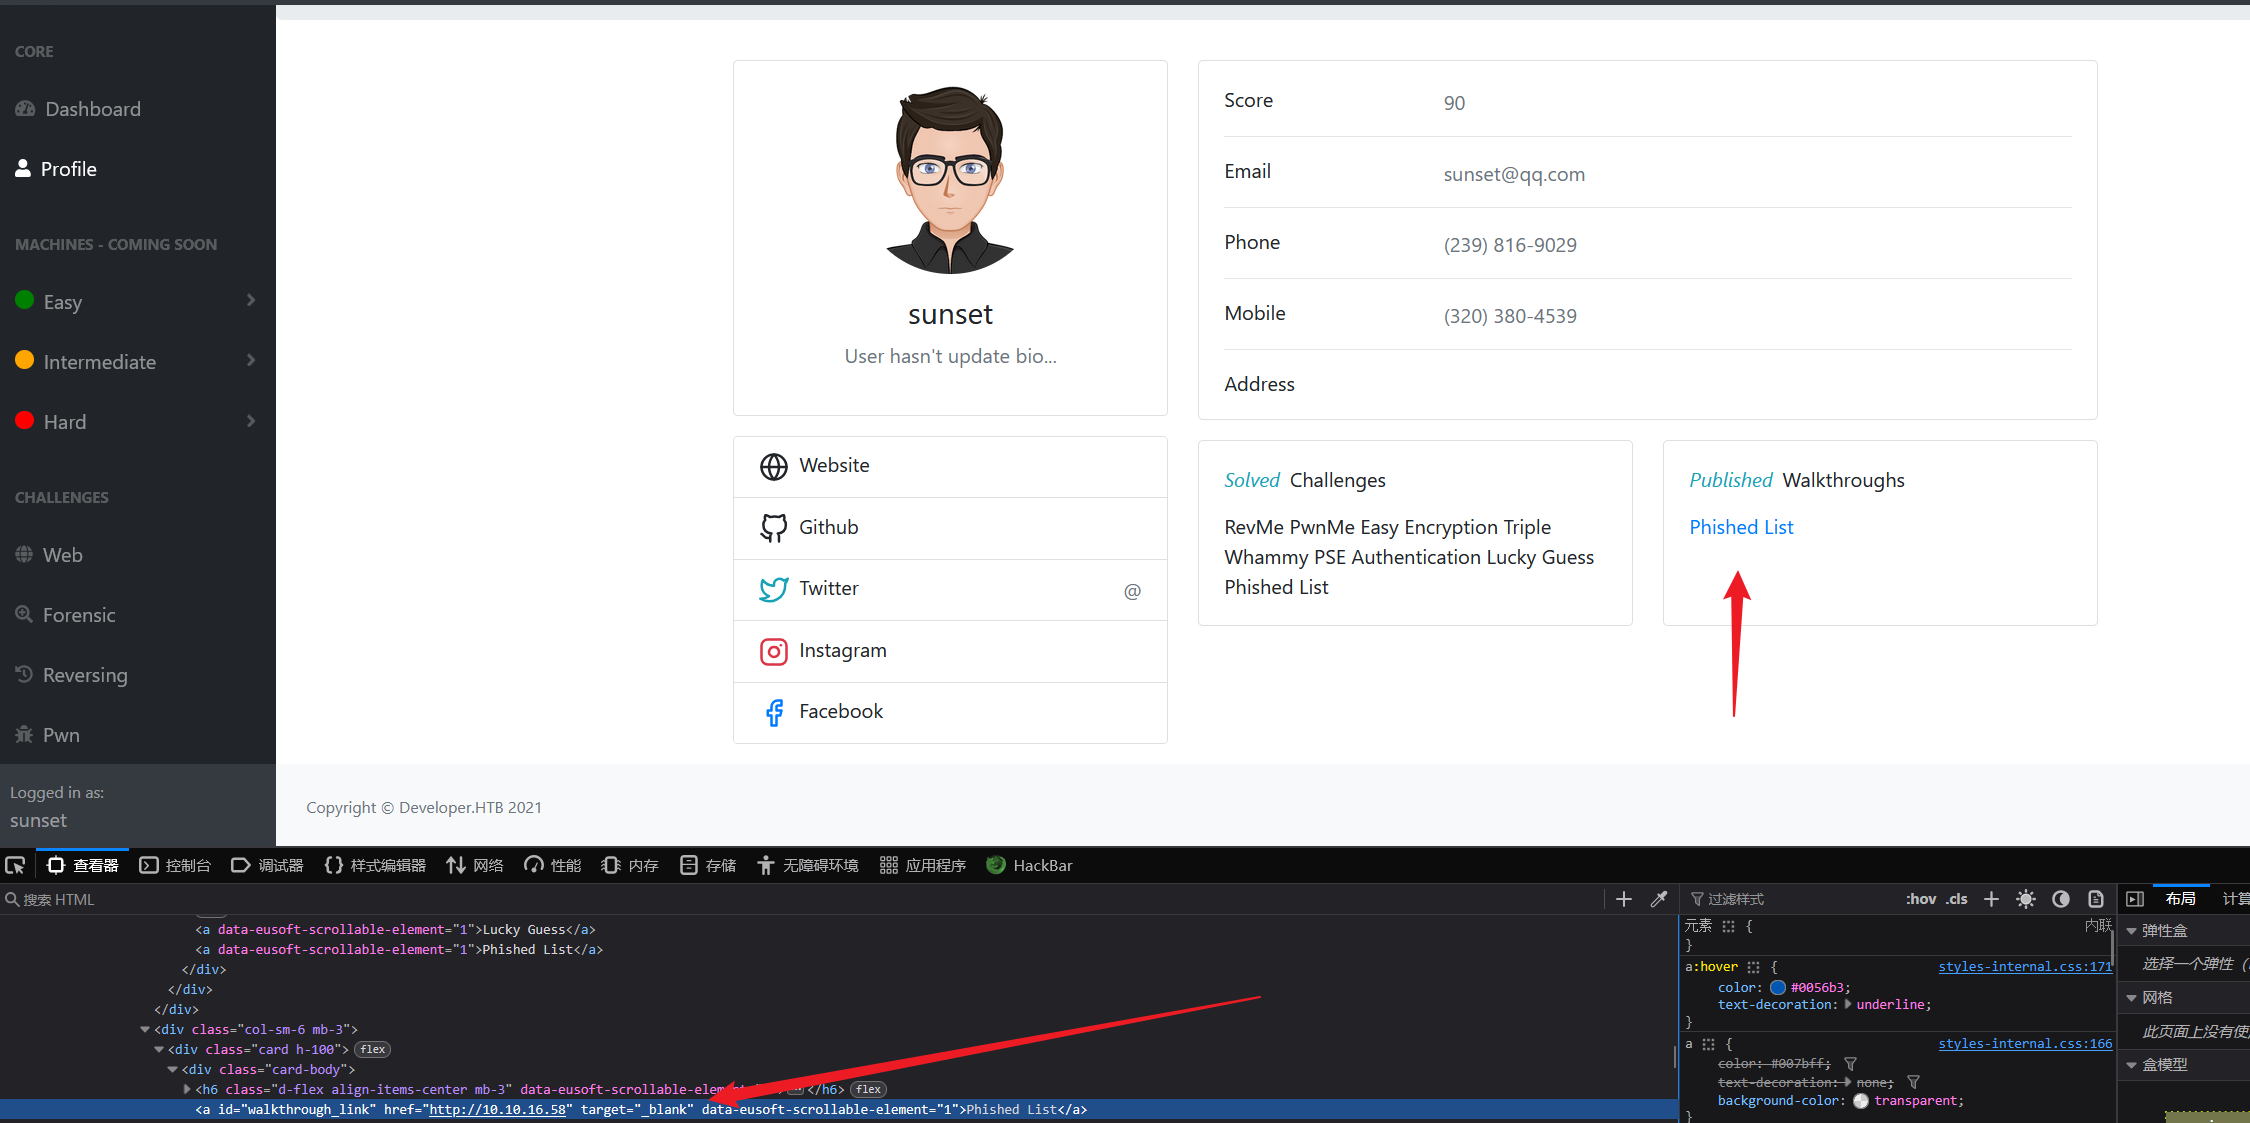 CORE
Dashboard
Profile
MACHINES - COMING SOON
Easy
Intermediate
Hard
CHALLENGES
Web
Forensic
Reversing
Pwn
Logged in as:
sunset
sunset
User hasn't update bio...
Website
Github
Twitter @
Instagram
Facebook
Score 90
Email sunset@qq.com
Phone (239) 816-9029
Mobile (320) 380-4539
Address
Solved Challenges
RevMe PwnMe Easy Encryption Triple
Whammy PSE Authentication Lucky Guess
Phished List
Published Walkthroughs
Phished List
Copyright © Developer.HTB 2021
查看器 控制台 调试器 样式编辑器 网络 性能 内存 存储 无障碍环境 应用程序 HackBar
搜索 HTML
<a data-eusoft-scrollable-element="1">Lucky Guess</a>
<a data-eusoft-scrollable-element="1">Phished List</a>
</div>
</div>
</div>
<div class="col-sm-6 mb-3">
<div class="card h-100"> flex
<div class="card-body">
<h6 class="d-flex align-items-center mb-3" data-eusoft-scrollable-elem </h6> flex
<a id="walkthrough_link" href="http://10.10.16.58" target="_blank" data-eusoft-scrollable-element="1">Phished List</a>
过滤样式 :hov .cls
元素 { 内联
}
a:hover { styles-internal.css:171
color: #0056b3;
text-decoration: underline;
}
a { styles-internal.css:166
color: #007bff;
text-decoration: none;
background-color: transparent;
}
布局 计算
弹性盒
选择一个弹性
网格
此页面上没有使
盒模型